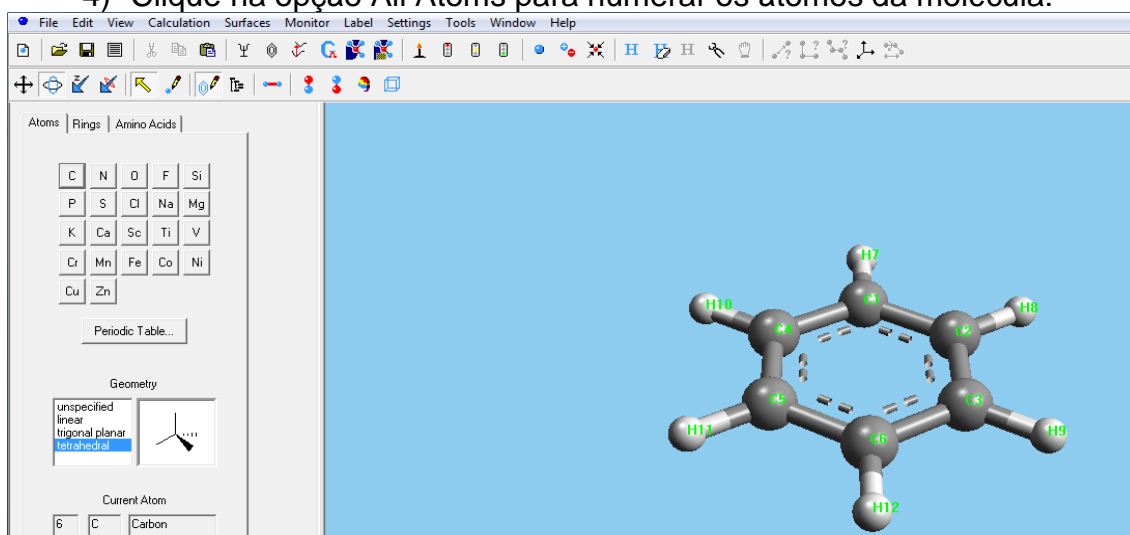 4) Clique na opção All Atoms para numerar os átomos da molécula.
File Edit View Calculation Surfaces Monitor Label Settings Tools Window Help
Atoms Rings Amino Acids
C N O F Si
P S Cl Na Mg
K Ca Sc Ti V
Cr Mn Fe Co Ni
Cu Zn
Periodic Table...
Geometry
unspecified
linear
trigonal planar
tetrahedral
Current Atom
6 C Carbon
H7
H10 C1 H8
C4 C2
C5 C3
H11 C6 H9
H12